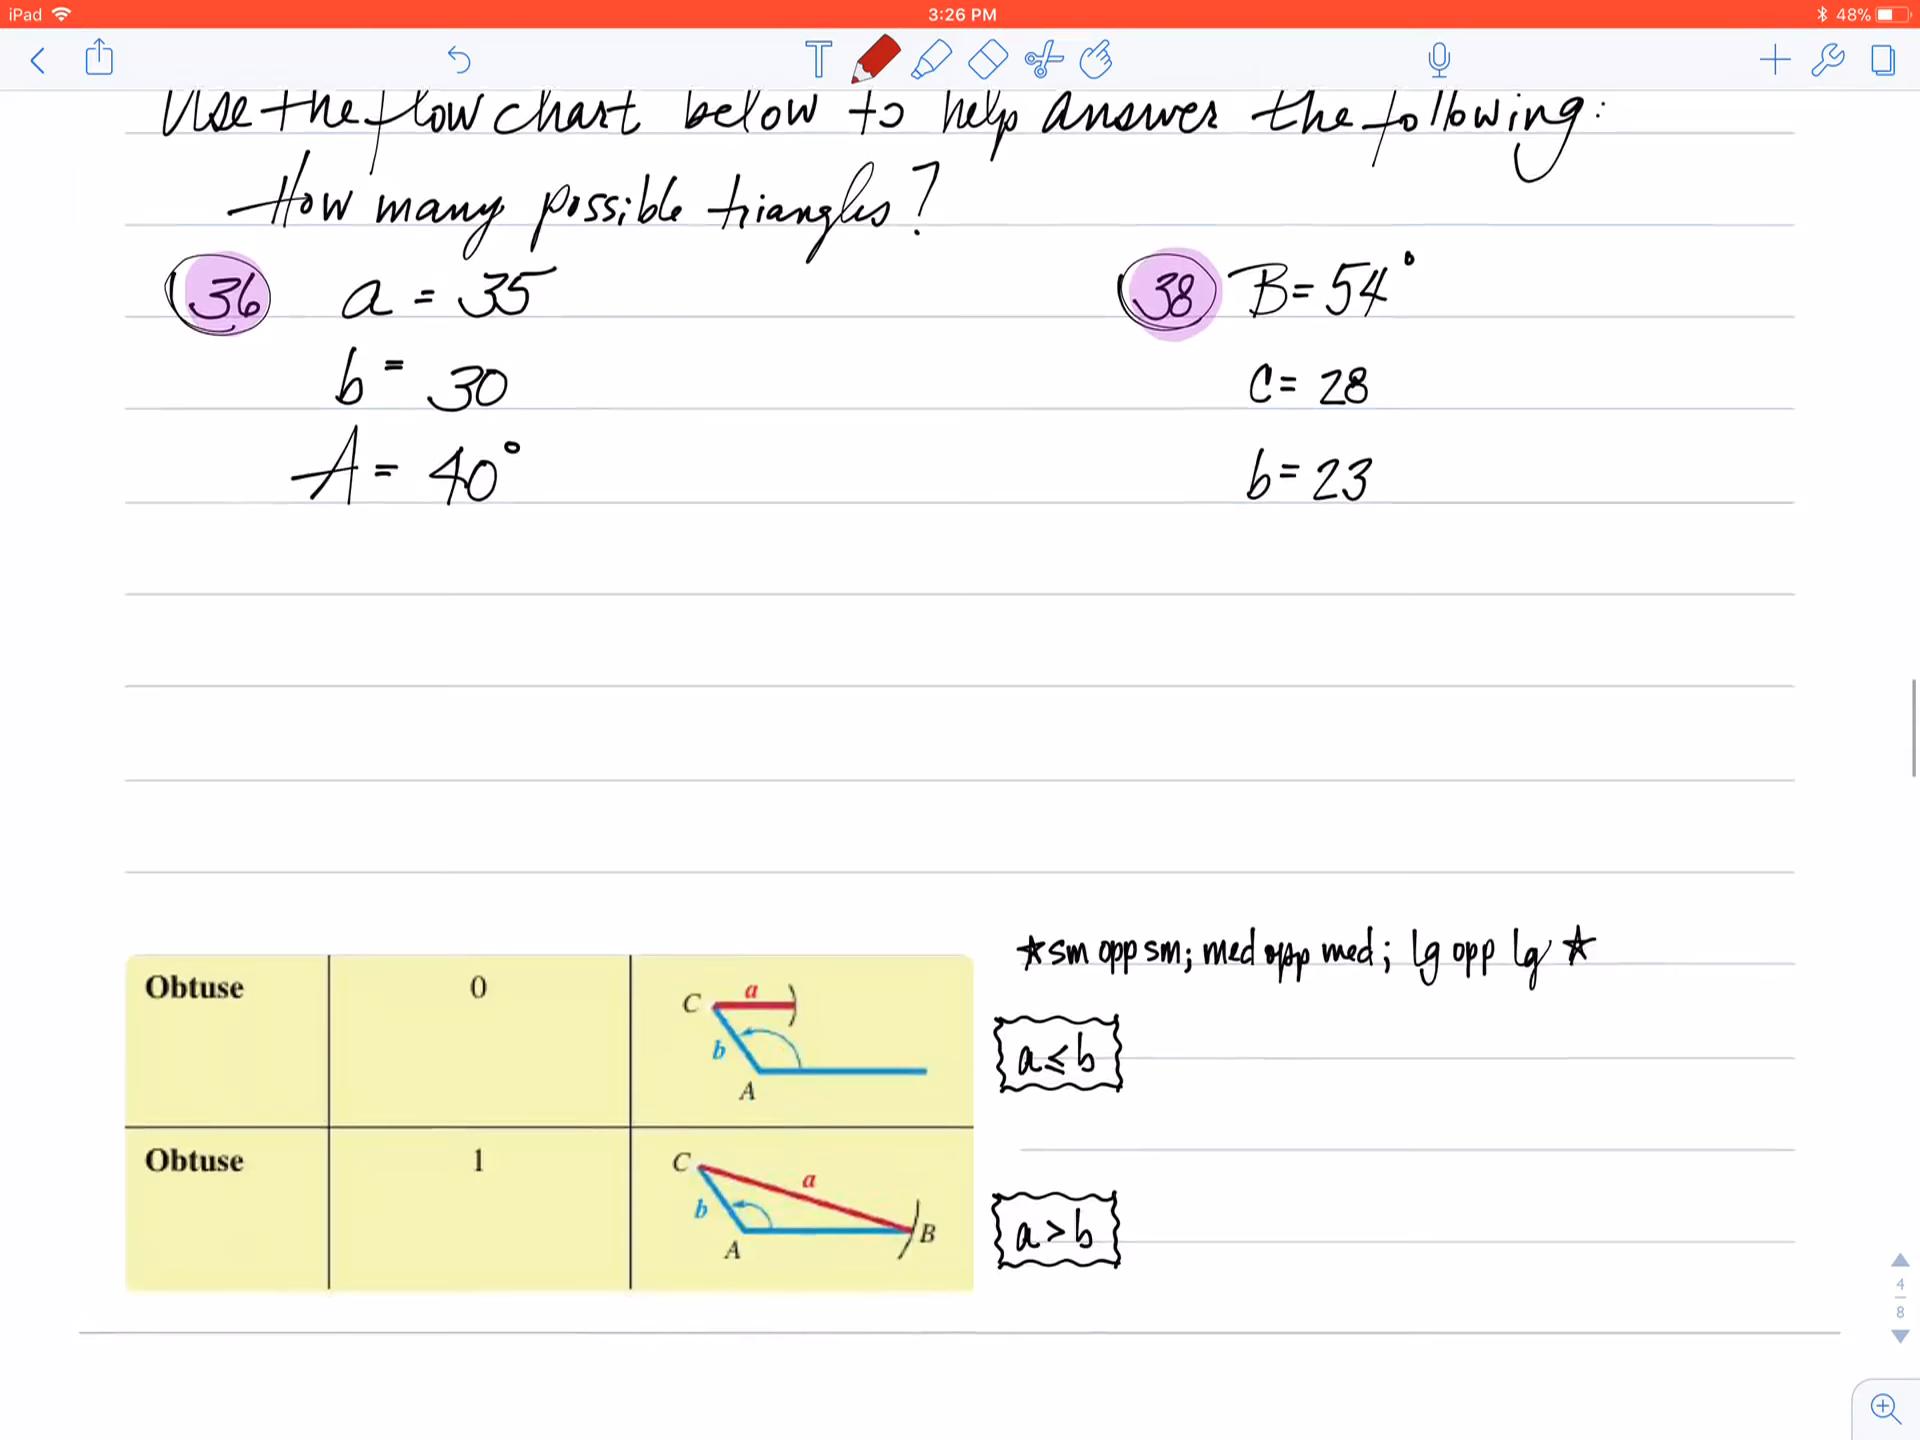 iPad 3:26 PM 48%
Use the flow chart below to help answer the following:
How many possible triangles?
36 a = 35
b = 30
A = 40°
38 B = 54°
c = 28
b = 23
★ sm opp sm; med opp med; lg opp lg ★
Obtuse 0 C a b A
a ≤ b
Obtuse 1 C a b A B
a > b
4
8